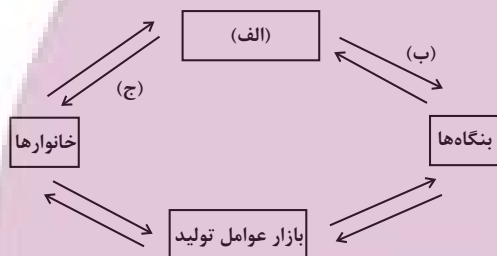 (الف)
(ب)
(ج)
بنگاه‌ها
خانوارها
بازار عوامل تولید